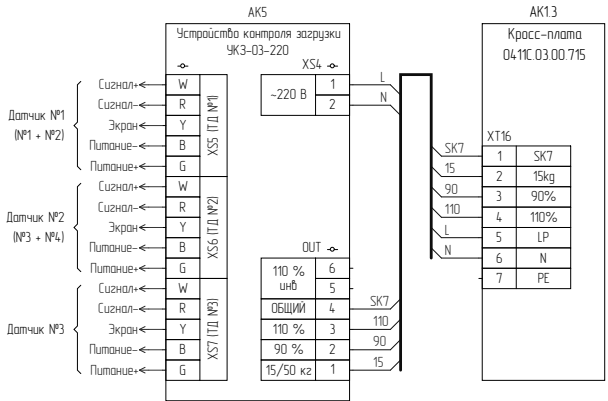 АК5
Устройство контроля загрузки
УКЗ-03-220
XS4
~220 В 1
2
L
N
Датчик №1
(№1 + №2)
Сигнал+ W
Сигнал- R
Экран Y
Питание- B
Питание+ G
XS5 (ТД №1)
Датчик №2
(№3 + №4)
Сигнал+ W
Сигнал- R
Экран Y
Питание- B
Питание+ G
XS6 (ТД №2)
Датчик №3
Сигнал+ W
Сигнал- R
Экран Y
Питание- B
Питание+ G
XS7 (ТД №3)
OUT
110 % 6
инв 5
ОБЩИЙ 4 SK7
110 % 3 110
90 % 2 90
15/50 кг 1 15
АК1.3
Кросс-плата
0411С.03.00.715
XT16
SK7 1 SK7
15 2 15kg
90 3 90%
110 4 110%
L 5 LP
N 6 N
7 PE